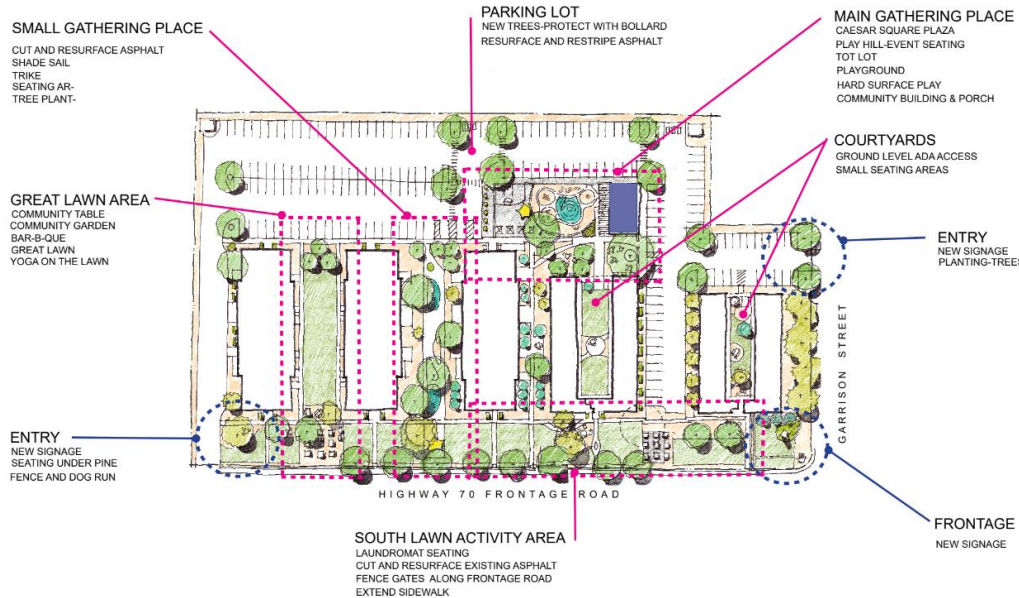 SMALL GATHERING PLACE
CUT AND RESURFACE ASPHALT
SHADE SAIL
TRIKE
SEATING AR-
TREE PLANT-
PARKING LOT
NEW TREES-PROTECT WITH BOLLARD
RESURFACE AND RESTRIPE ASPHALT
MAIN GATHERING PLACE
CAESAR SQUARE PLAZA
PLAY HILL-EVENT SEATING
TOT LOT
PLAYGROUND
HARD SURFACE PLAY
COMMUNITY BUILDING & PORCH
COURTYARDS
GROUND LEVEL ADA ACCESS
SMALL SEATING AREAS
GREAT LAWN AREA
COMMUNITY TABLE
COMMUNITY GARDEN
BAR-B-QUE
GREAT LAWN
YOGA ON THE LAWN
ENTRY
NEW SIGNAGE
PLANTING-TREES
GARRISON STREET
ENTRY
NEW SIGNAGE
SEATING UNDER PINE
FENCE AND DOG RUN
HIGHWAY 70 FRONTAGE ROAD
FRONTAGE
NEW SIGNAGE
SOUTH LAWN ACTIVITY AREA
LAUNDROMAT SEATING
CUT AND RESURFACE EXISTING ASPHALT
FENCE GATES ALONG FRONTAGE ROAD
EXTEND SIDEWALK